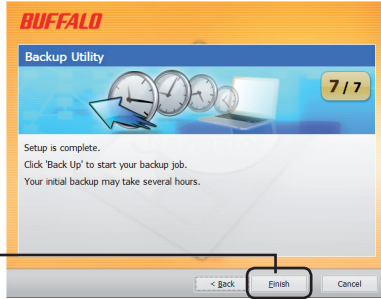 BUFFALO
Backup Utility
7 / 7
Setup is complete.
Click 'Back Up' to start your backup job.
Your initial backup may take several hours.
< Back
Finish
Cancel